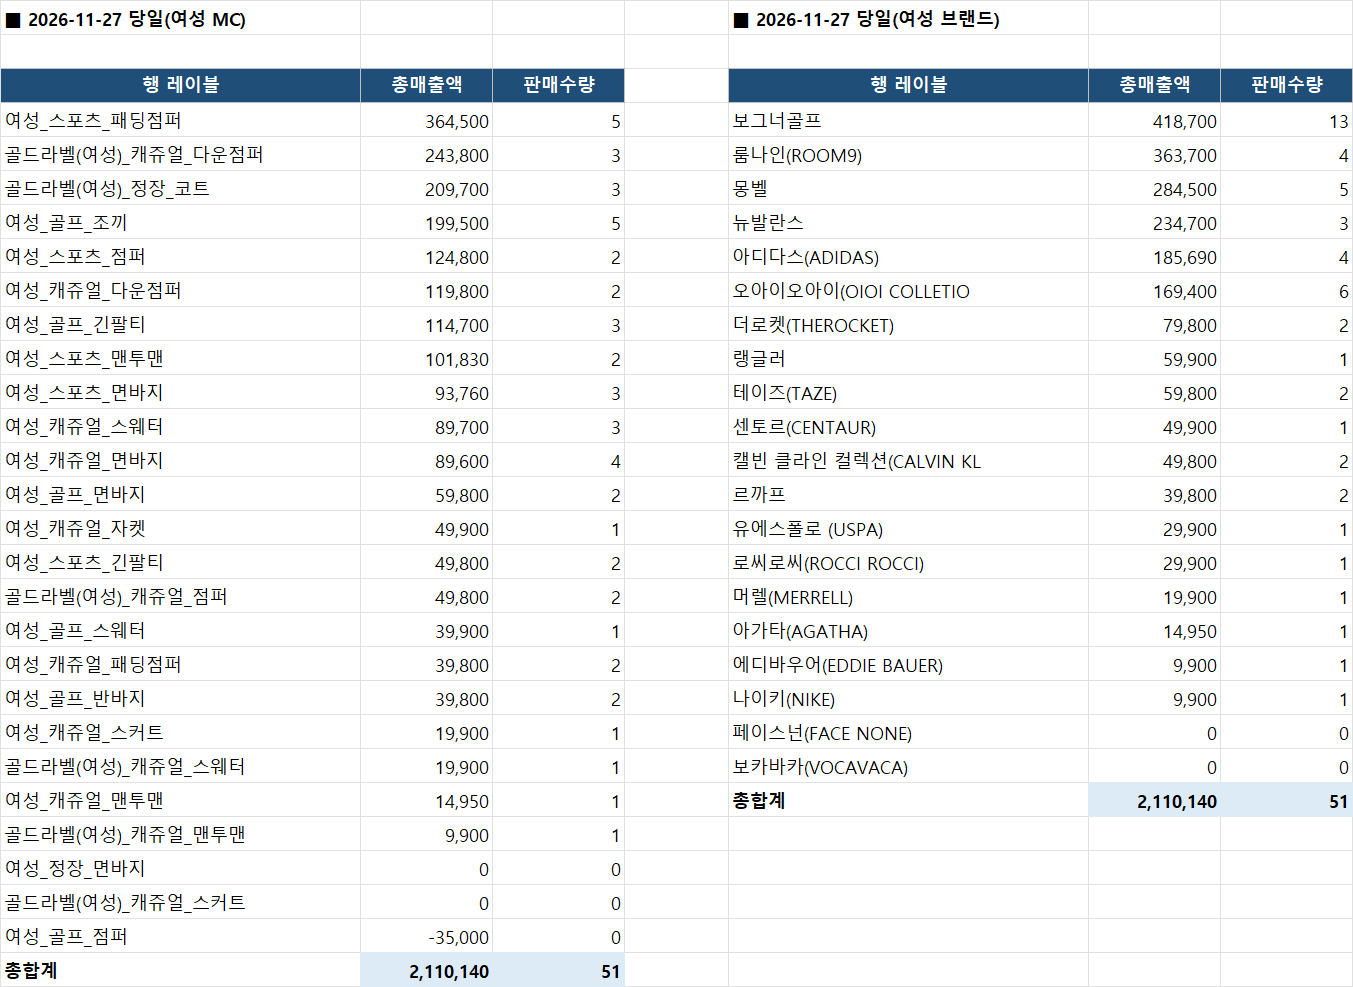 ■ 2026-11-27 당일(여성 MC)
행 레이블 총매출액 판매수량
여성_스포츠_패딩점퍼 364,500 5
골드라벨(여성)_캐쥬얼_다운점퍼 243,800 3
골드라벨(여성)_정장_코트 209,700 3
여성_골프_조끼 199,500 5
여성_스포츠_점퍼 124,800 2
여성_캐쥬얼_다운점퍼 119,800 2
여성_골프_긴팔티 114,700 3
여성_스포츠_맨투맨 101,830 2
여성_스포츠_면바지 93,760 3
여성_캐쥬얼_스웨터 89,700 3
여성_캐쥬얼_면바지 89,600 4
여성_골프_면바지 59,800 2
여성_캐쥬얼_자켓 49,900 1
여성_스포츠_긴팔티 49,800 2
골드라벨(여성)_캐쥬얼_점퍼 49,800 2
여성_골프_스웨터 39,900 1
여성_캐쥬얼_패딩점퍼 39,800 2
여성_골프_반바지 39,800 2
여성_캐쥬얼_스커트 19,900 1
골드라벨(여성)_캐쥬얼_스웨터 19,900 1
여성_캐쥬얼_맨투맨 14,950 1
골드라벨(여성)_캐쥬얼_맨투맨 9,900 1
여성_정장_면바지 0 0
골드라벨(여성)_캐쥬얼_스커트 0 0
여성_골프_점퍼 -35,000 0
총합계 2,110,140 51
■ 2026-11-27 당일(여성 브랜드)
행 레이블 총매출액 판매수량
보그너골프 418,700 13
룸나인(ROOM9) 363,700 4
몽벨 284,500 5
뉴발란스 234,700 3
아디다스(ADIDAS) 185,690 4
오아이오아이(OIOI COLLETIO 169,400 6
더로켓(THEROCKET) 79,800 2
랭글러 59,900 1
테이즈(TAZE) 59,800 2
센토르(CENTAUR) 49,900 1
캘빈 클라인 컬렉션(CALVIN KL 49,800 2
르까프 39,800 2
유에스폴로 (USPA) 29,900 1
로씨로씨(ROCCI ROCCI) 29,900 1
머렐(MERRELL) 19,900 1
아가타(AGATHA) 14,950 1
에디바우어(EDDIE BAUER) 9,900 1
나이키(NIKE) 9,900 1
페이스넌(FACE NONE) 0 0
보카바카(VOCAVACA) 0 0
총합계 2,110,140 51